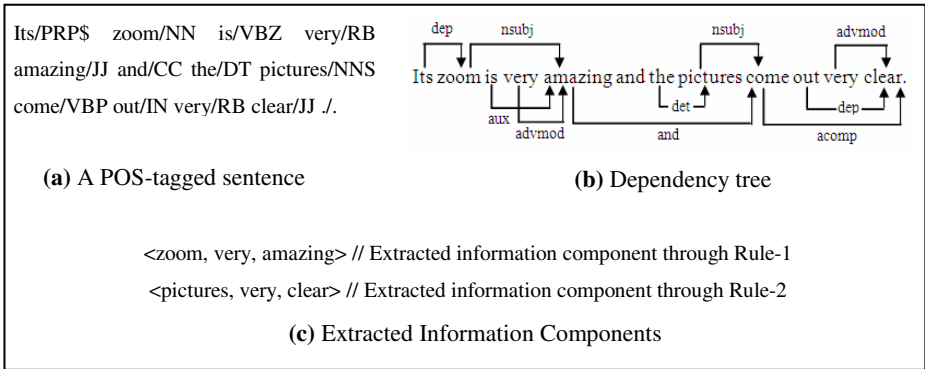 Its/PRP$ zoom/NN is/VBZ very/RB
amazing/JJ and/CC the/DT pictures/NNS
come/VBP out/IN very/RB clear/JJ ./.
(a) A POS-tagged sentence
dep nsubj nsubj advmod
Its zoom is very amazing and the pictures come out very clear.
aux advmod and det acomp dep
(b) Dependency tree
<zoom, very, amazing> // Extracted information component through Rule-1
<pictures, very, clear> // Extracted information component through Rule-2
(c) Extracted Information Components